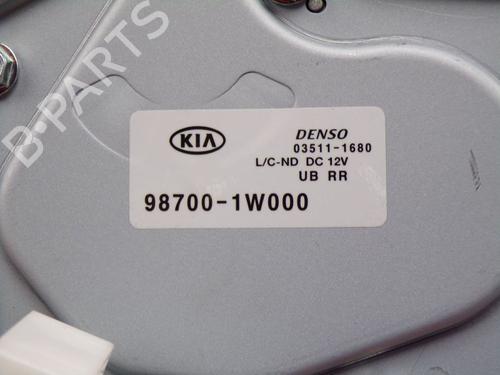 B-PARTS
KIA
DENSO
03511-1680
L/C-ND DC 12V
UB RR
98700-1W000